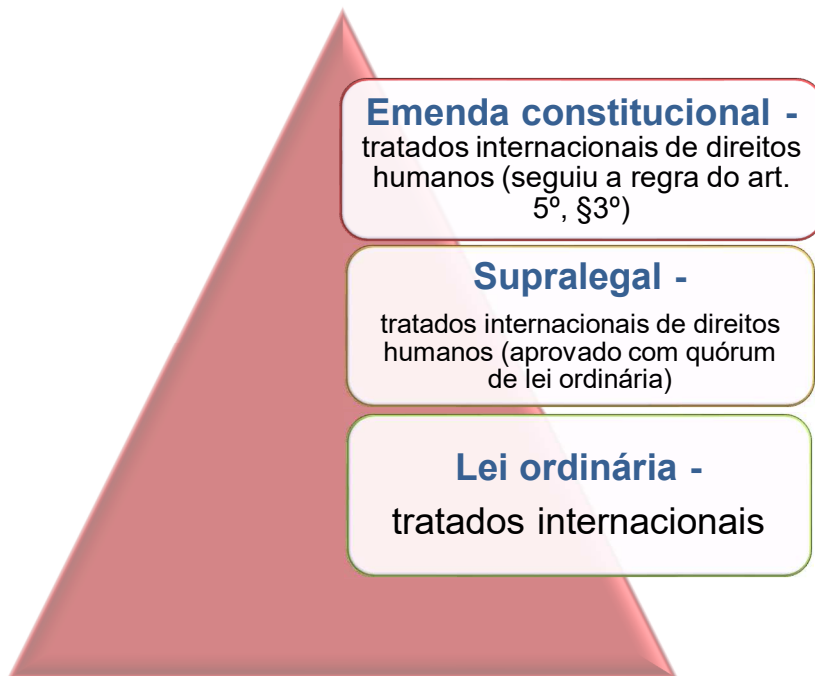 Emenda constitucional -
tratados internacionais de direitos
humanos (seguiu a regra do art.
5º, §3º)
Supralegal -
tratados internacionais de direitos
humanos (aprovado com quórum
de lei ordinária)
Lei ordinária -
tratados internacionais